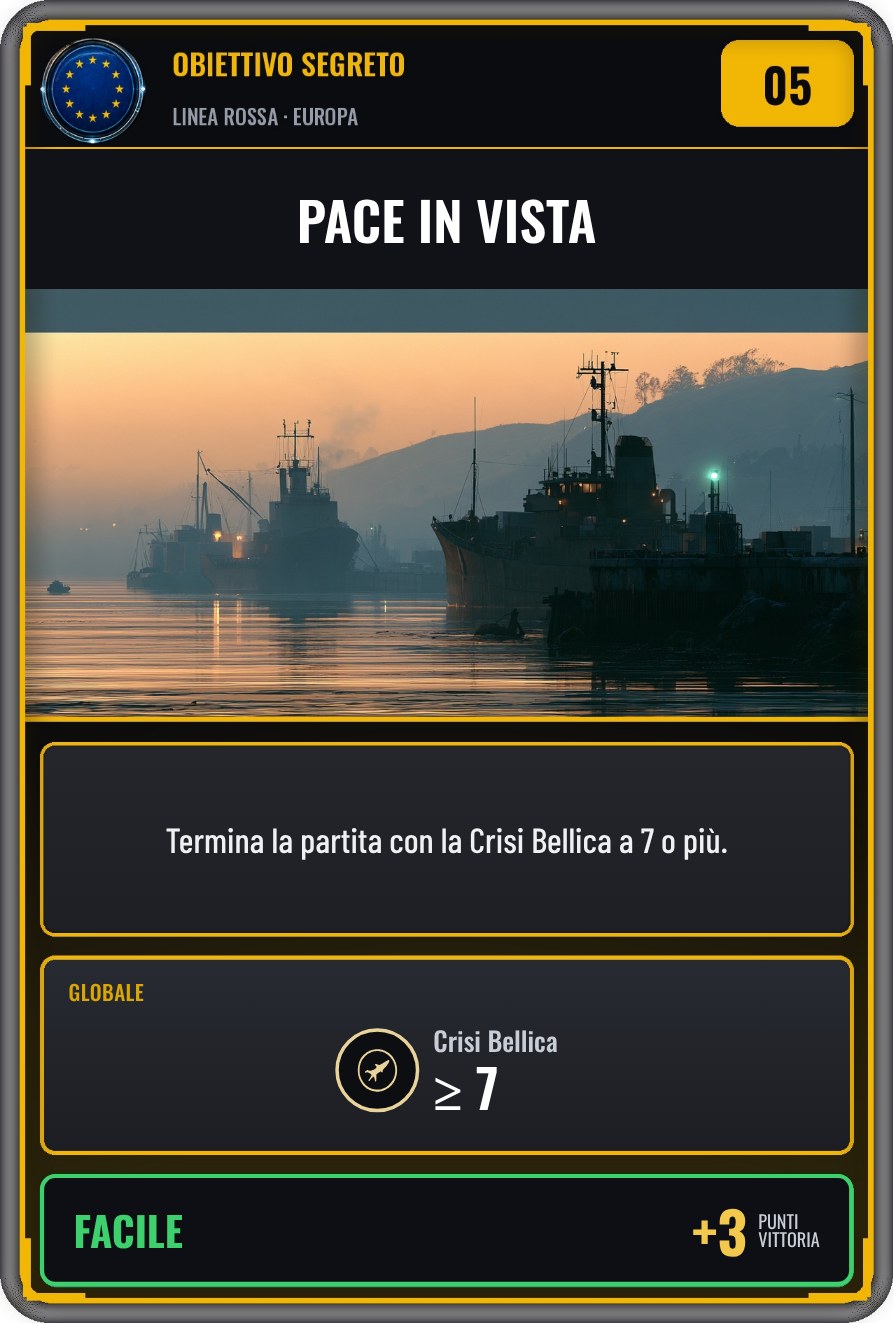 OBIETTIVO SEGRETO
LINEA ROSSA · EUROPA
05
PACE IN VISTA
Termina la partita con la Crisi Bellica a 7 o più.
GLOBALE
Crisi Bellica
≥ 7
FACILE
+3
PUNTI
VITTORIA